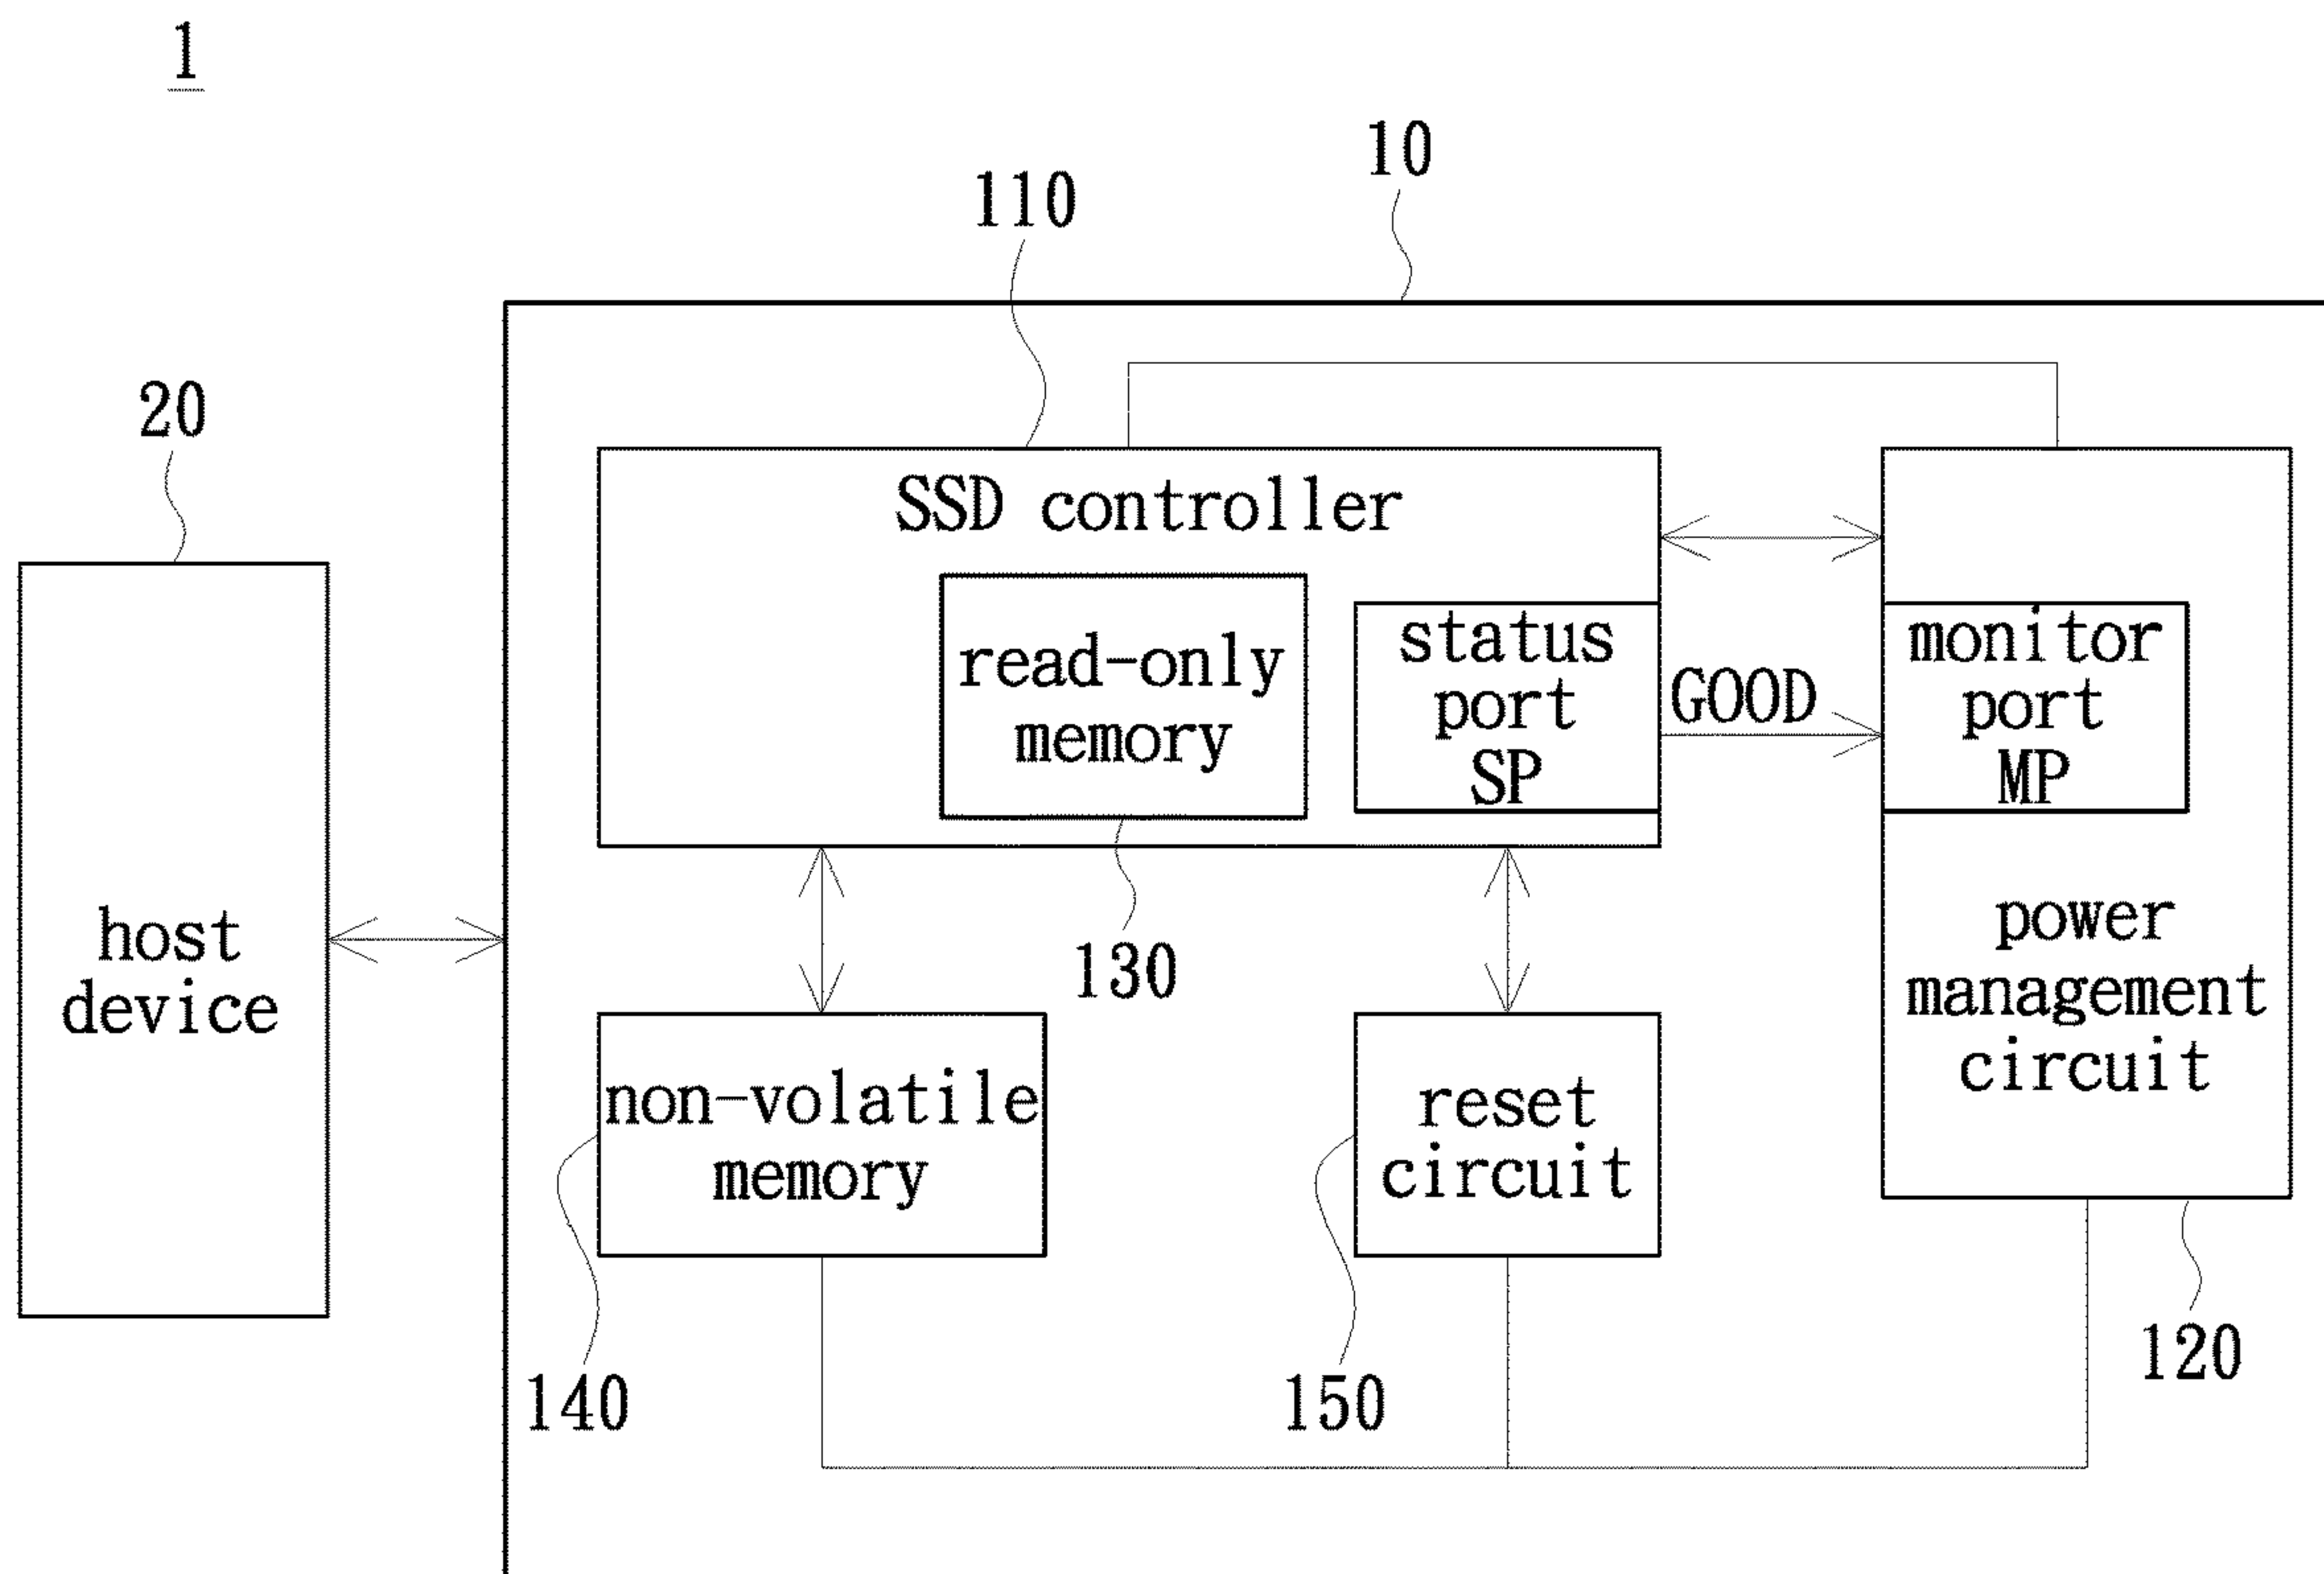 1
10
110
20
SSD controller
read-only
memory
status
port
SP
GOOD
monitor
port
MP
host
device
130
power
management
circuit
non-volatile
memory
reset
circuit
140
150
120